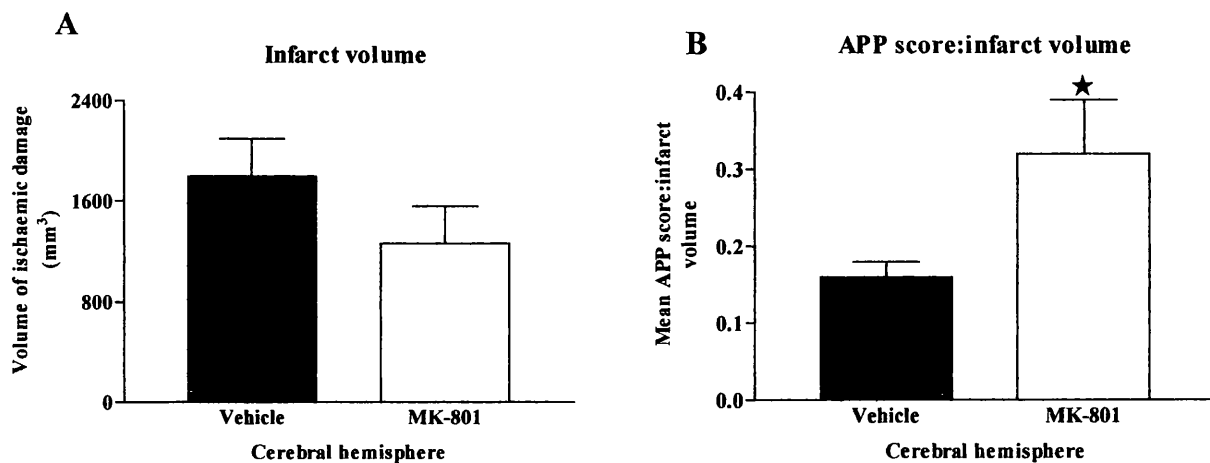 A
Infarct volume
Volume of ischaemic damage
(mm³)
2400
1600
800
0
Vehicle
MK-801
Cerebral hemisphere
B
APP score:infarct volume
Mean APP score:infarct
volume
0.4
0.3
0.2
0.1
0.0
★
Vehicle
MK-801
Cerebral hemisphere